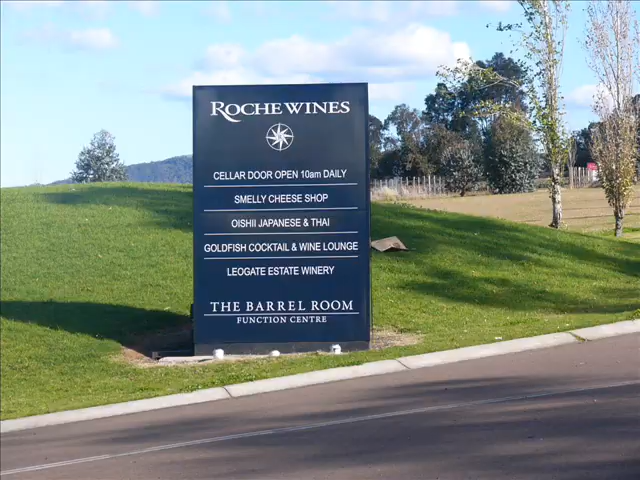 ROCHE WINES
CELLAR DOOR OPEN 10am DAILY
SMELLY CHEESE SHOP
OISHII JAPANESE & THAI
GOLDFISH COCKTAIL & WINE LOUNGE
LEOGATE ESTATE WINERY
THE BARREL ROOM
FUNCTION CENTRE